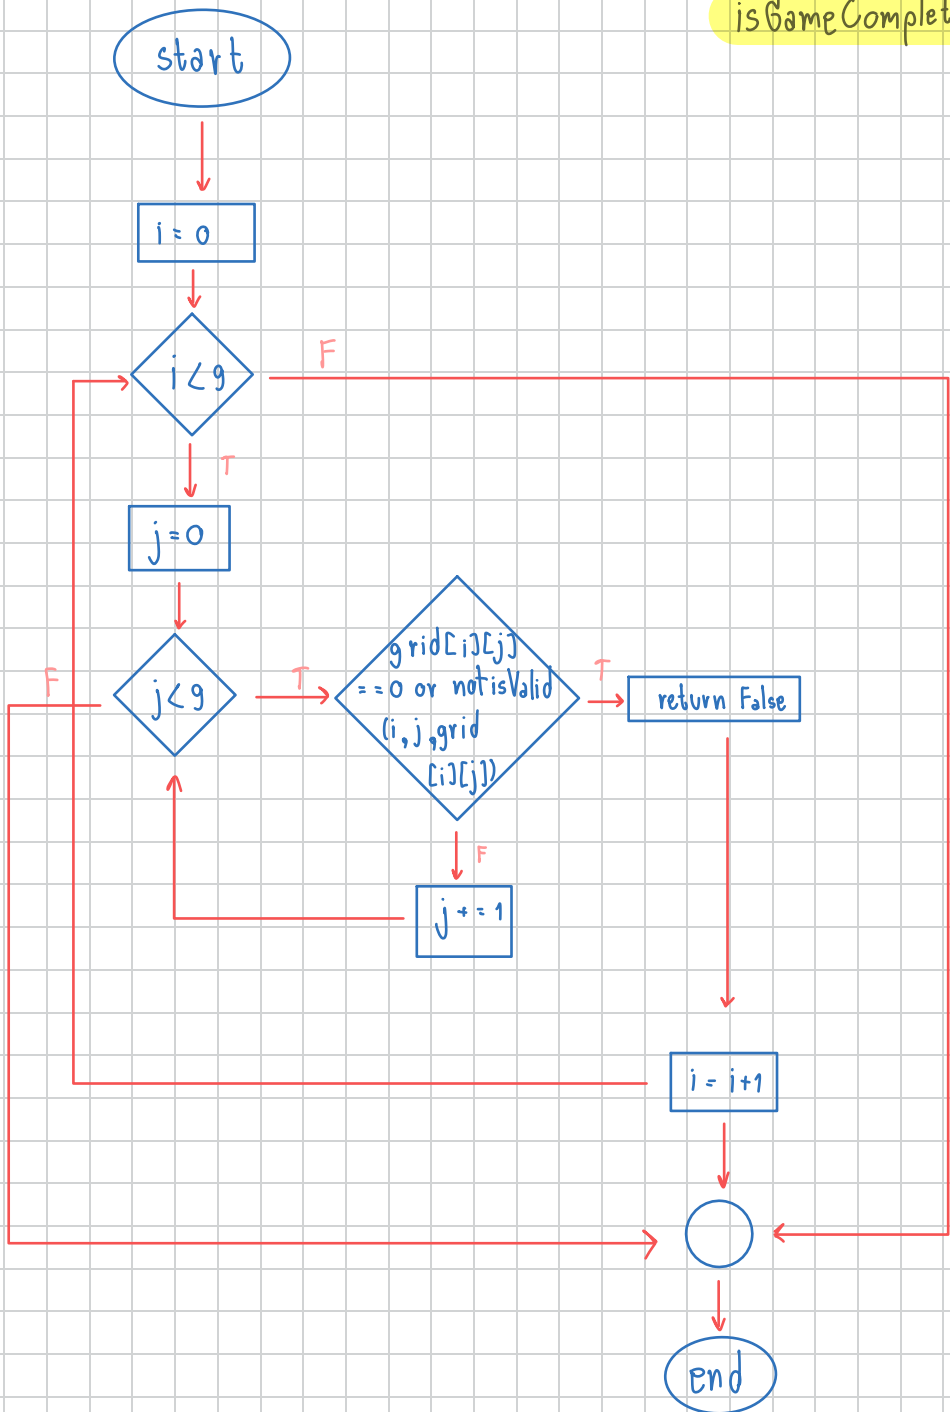 isGameComplet
start
i = 0
i < 9
F
T
j = 0
grid[i][j]
== 0 or not isValid
(i, j, grid
[i][j])
F
j < 9
T
T
return False
F
j += 1
i = i+1
end